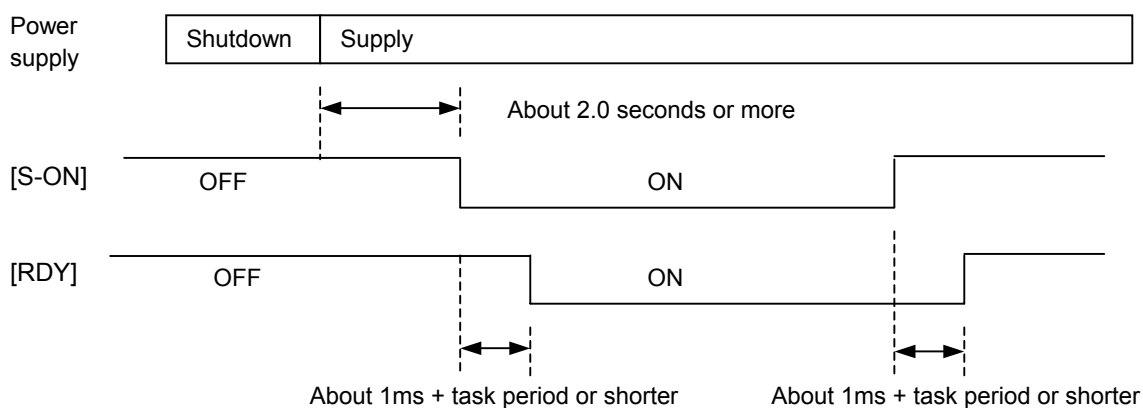 Power
supply
Shutdown
Supply
About 2.0 seconds or more
[S-ON]
OFF
ON
[RDY]
OFF
ON
About 1ms + task period or shorter
About 1ms + task period or shorter